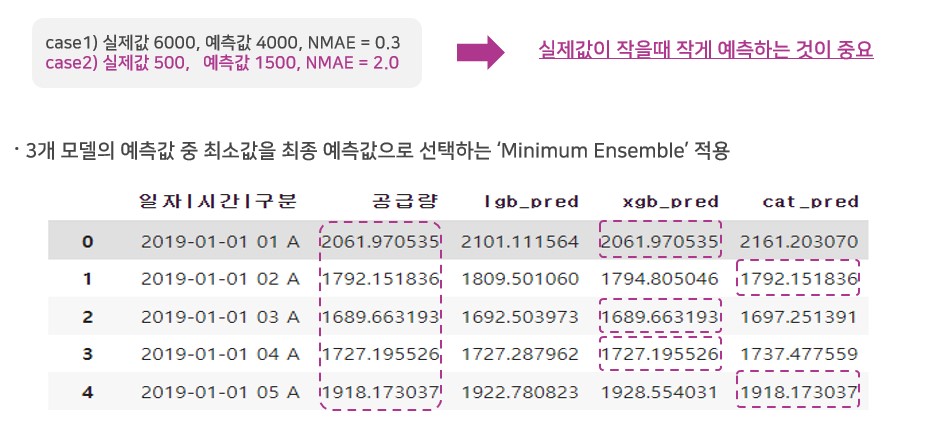 case1) 실제값 6000, 예측값 4000, NMAE = 0.3
case2) 실제값 500, 예측값 1500, NMAE = 2.0
실제값이 작을때 작게 예측하는 것이 중요
· 3개 모델의 예측값 중 최소값을 최종 예측값으로 선택하는 ‘Minimum Ensemble’ 적용
일자|시간|구분 공급량 lgb_pred xgb_pred cat_pred
0 2019-01-01 01 A 2061.970535 2101.111564 2061.970535 2161.203070
1 2019-01-01 02 A 1792.151836 1809.501060 1794.805046 1792.151836
2 2019-01-01 03 A 1689.663193 1692.503973 1689.663193 1697.251391
3 2019-01-01 04 A 1727.195526 1727.287962 1727.195526 1737.477559
4 2019-01-01 05 A 1918.173037 1922.780823 1928.554031 1918.173037